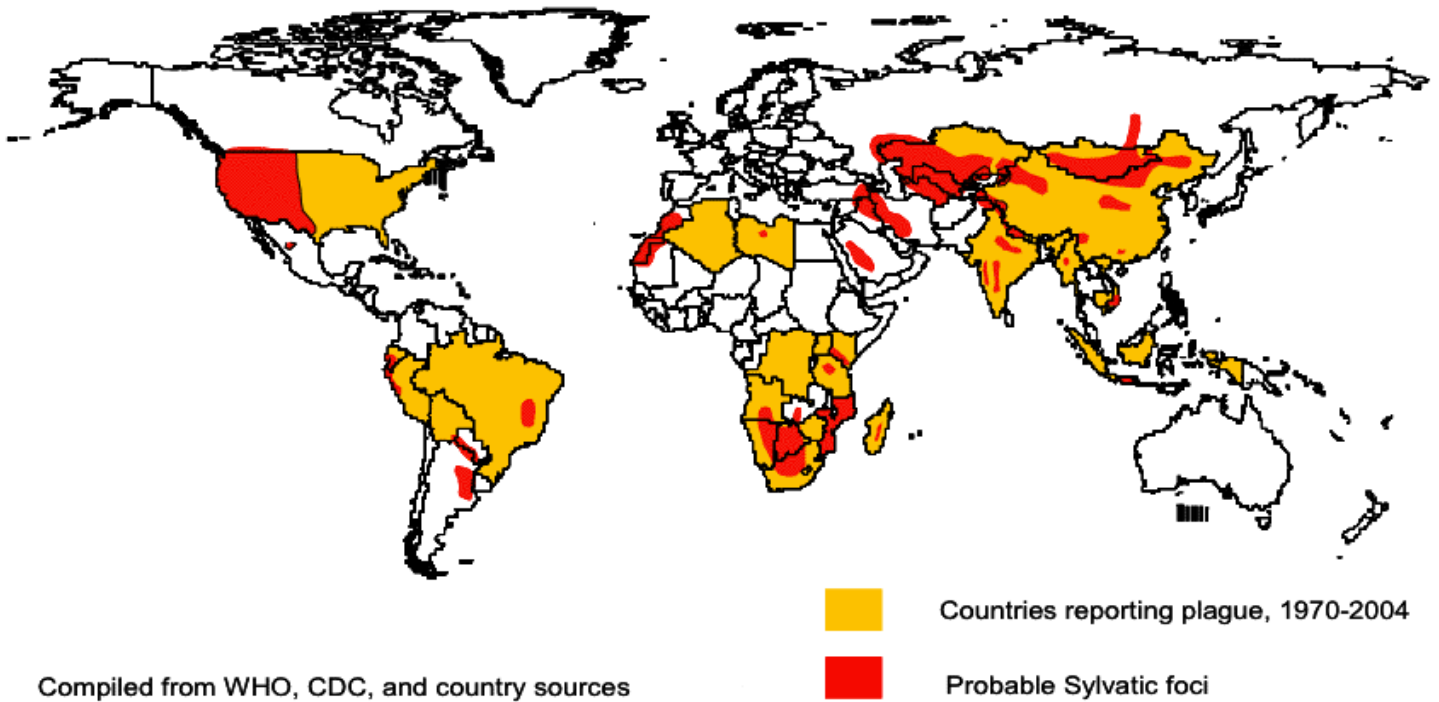 Countries reporting plague, 1970-2004
Probable Sylvatic foci
Compiled from WHO, CDC, and country sources